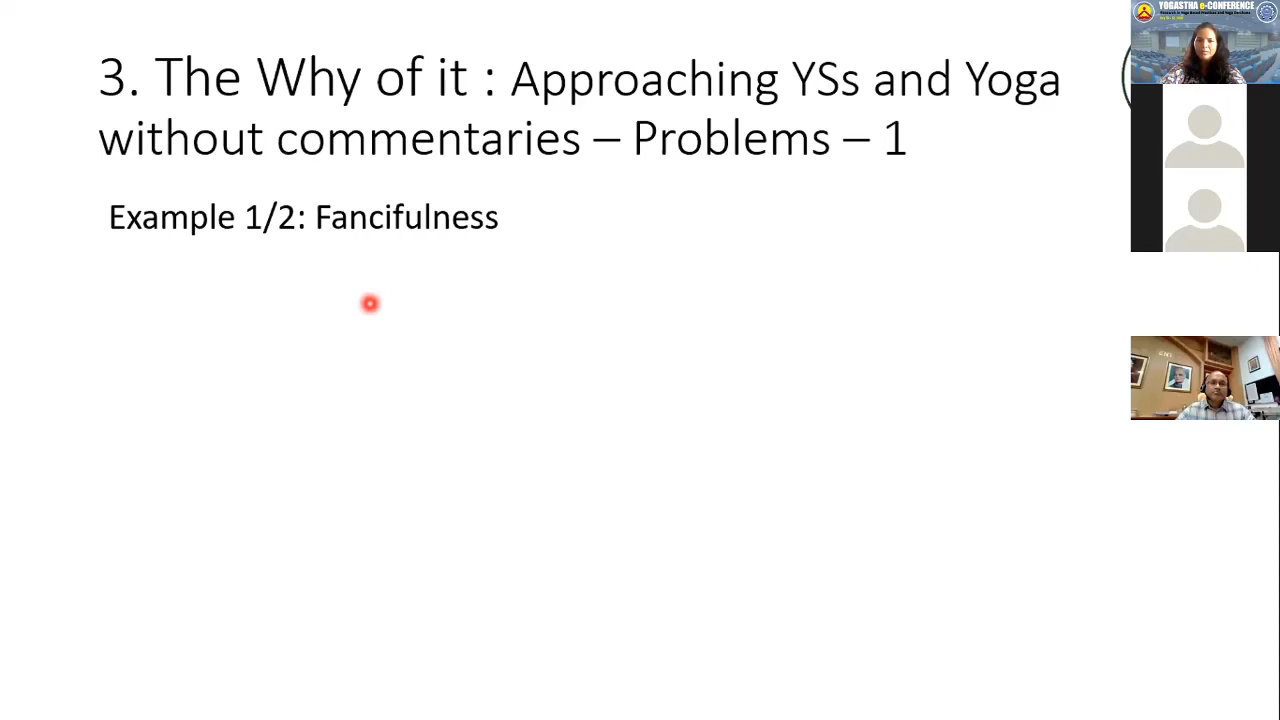 3. The Why of it : Approaching YSs and Yoga
without commentaries – Problems – 1
Example 1/2: Fancifulness
YOGASTHA e-CONFERENCE